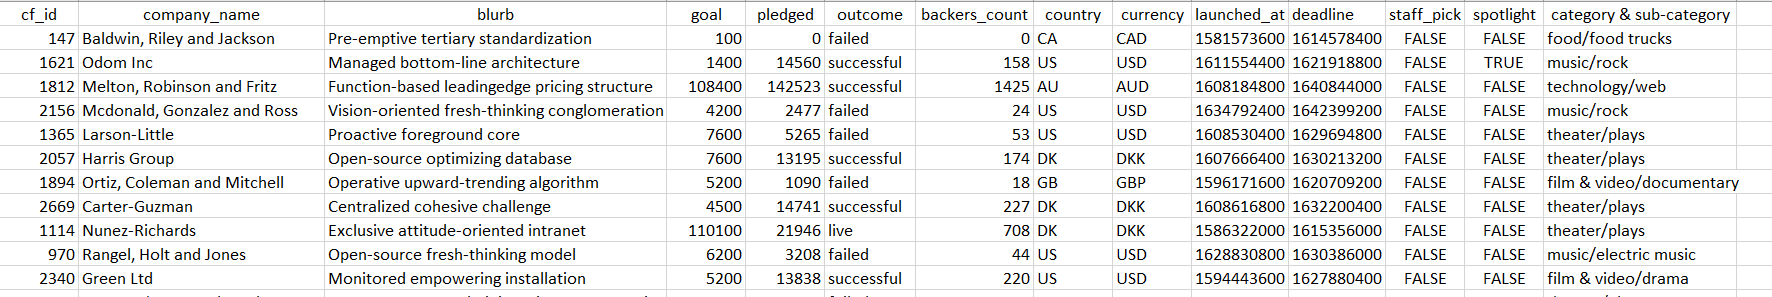 cf_id company_name blurb goal pledged outcome backers_count country currency launched_at deadline staff_pick spotlight category & sub-category
147 Baldwin, Riley and Jackson Pre-emptive tertiary standardization 100 0 failed 0 CA CAD 1581573600 1614578400 FALSE FALSE food/food trucks
1621 Odom Inc Managed bottom-line architecture 1400 14560 successful 158 US USD 1611554400 1621918800 FALSE TRUE music/rock
1812 Melton, Robinson and Fritz Function-based leadingedge pricing structure 108400 142523 successful 1425 AU AUD 1608184800 1640844000 FALSE FALSE technology/web
2156 Mcdonald, Gonzalez and Ross Vision-oriented fresh-thinking conglomeration 4200 2477 failed 24 US USD 1634792400 1642399200 FALSE FALSE music/rock
1365 Larson-Little Proactive foreground core 7600 5265 failed 53 US USD 1608530400 1629694800 FALSE FALSE theater/plays
2057 Harris Group Open-source optimizing database 7600 13195 successful 174 DK DKK 1607666400 1630213200 FALSE FALSE theater/plays
1894 Ortiz, Coleman and Mitchell Operative upward-trending algorithm 5200 1090 failed 18 GB GBP 1596171600 1620709200 FALSE FALSE film & video/documentary
2669 Carter-Guzman Centralized cohesive challenge 4500 14741 successful 227 DK DKK 1608616800 1632200400 FALSE FALSE theater/plays
1114 Nunez-Richards Exclusive attitude-oriented intranet 110100 21946 live 708 DK DKK 1586322000 1615356000 FALSE FALSE theater/plays
970 Rangel, Holt and Jones Open-source fresh-thinking model 6200 3208 failed 44 US USD 1628830800 1630386000 FALSE FALSE music/electric music
2340 Green Ltd Monitored empowering installation 5200 13838 successful 220 US USD 1594443600 1627880400 FALSE FALSE film & video/drama